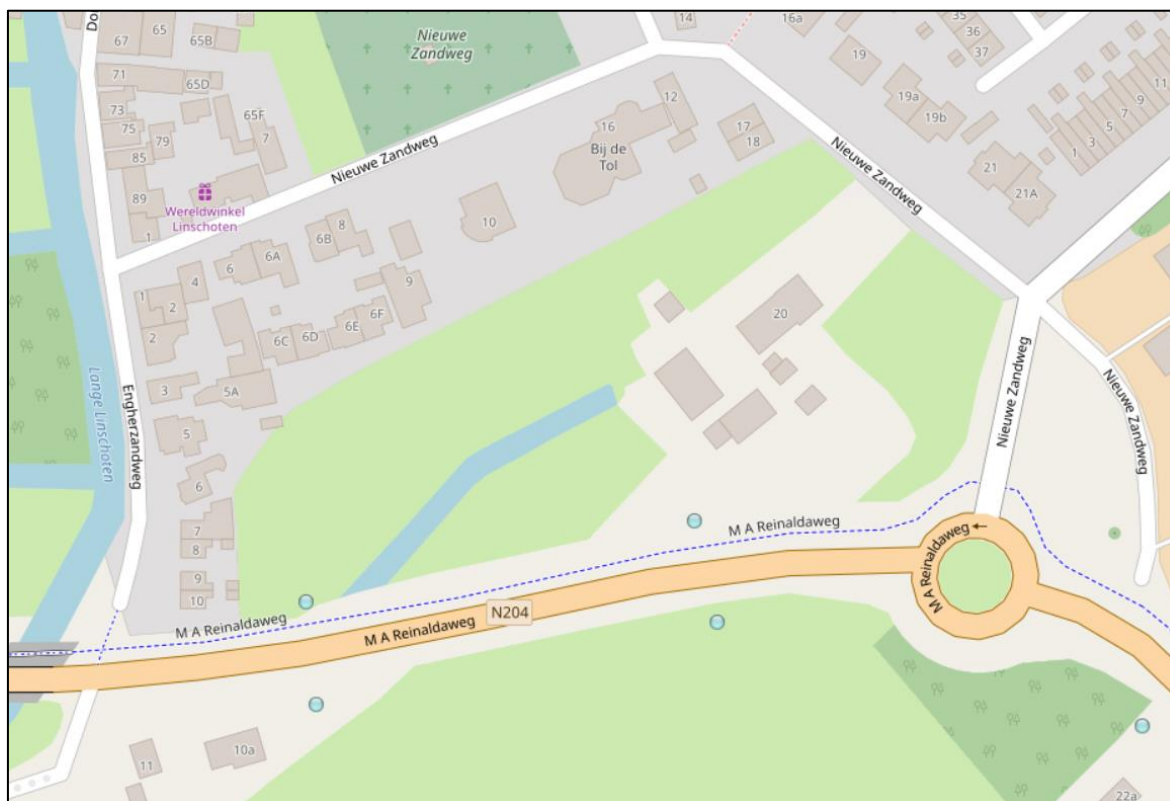 Do
67
65
65B
71
65D
73
75
79
65F
7
85
89
1
Wereldwinkel
Linschoten
Nieuwe
Zandweg
Nieuwe Zandweg
14
16a
35
36
37
19
19a
19b
11
9
7
5
3
1
12
16
Bij de
Tol
17
18
Nieuwe Zandweg
21
21A
10
8
6B
6A
6
4
1
2
2
9
6F
6E
6D
6C
3
5A
5
6
7
8
9
10
Lange Linschoten
Engherzandweg
20
Nieuwe Zandweg
Nieuwe Zandweg
M A Reinaldaweg
M A Reinaldaweg ←
M A Reinaldaweg
M A Reinaldaweg
N204
11
10a
22a